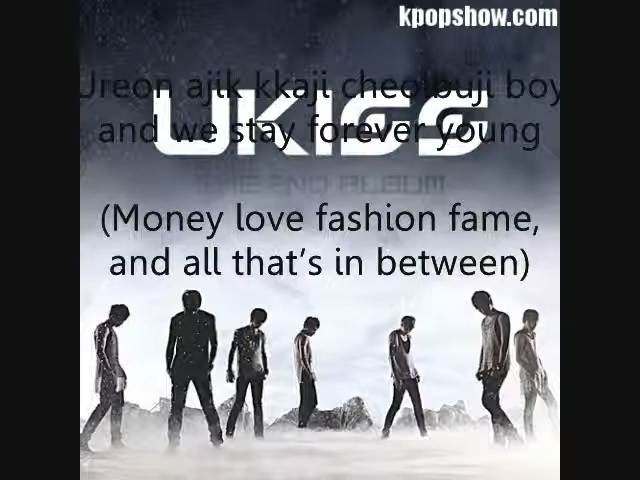 kpopshow.com
Ureon ajik kkaji cheolbuji boy
UKISS
and we stay forever young
THE 2ND ALBUM
(Money love fashion fame,
and all that's in between)